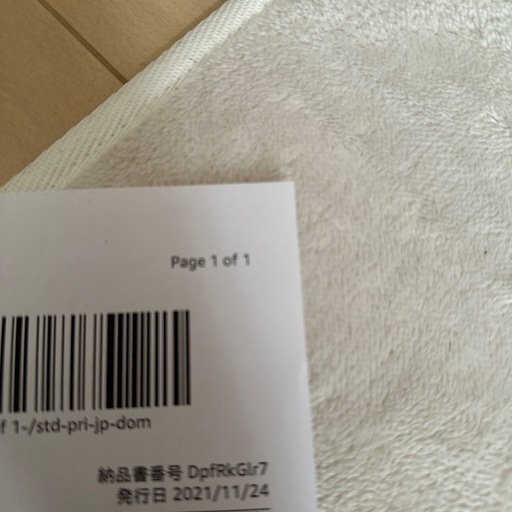 Page 1 of 1
f 1-/std-pri-jp-dom
納品書番号 DpfRkGlr7
発行日 2021/11/24